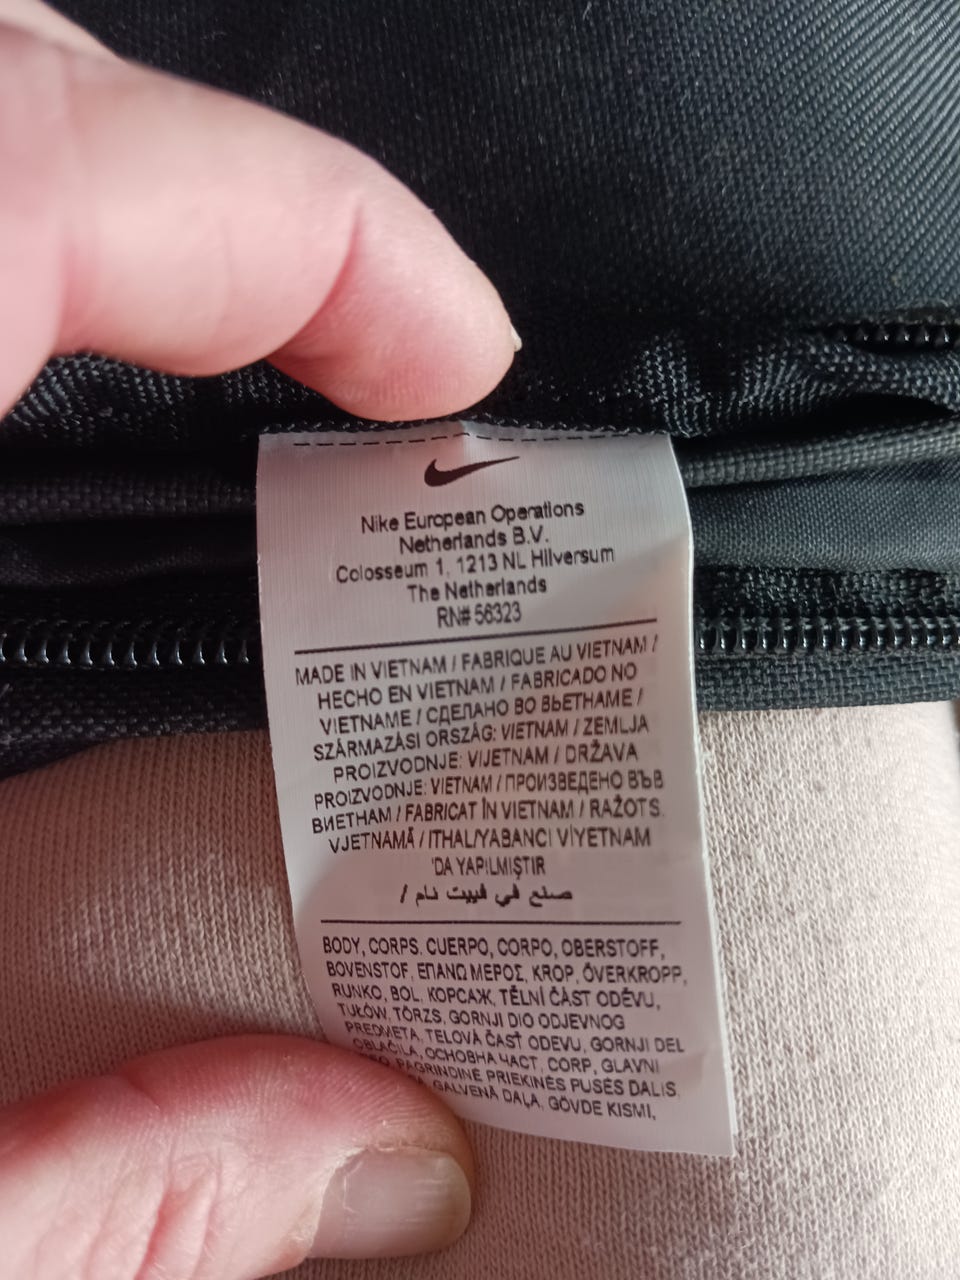 Nike European Operations
Netherlands B.V.
Colosseum 1, 1213 NL Hilversum
The Netherlands
RN# 56323
MADE IN VIETNAM / FABRIQUE AU VIETNAM /
HECHO EN VIETNAM / FABRICADO NO
VIETNAME / СДЕЛАНО ВО ВЬЕТНАМЕ /
SZÁRMAZÁSI ORSZÁG: VIETNAM / ZEMLJA
PROIZVODNJE: VIJETNAM / DRŽAVA
PROIZVODNJE: VIETNAM / ПРОИЗВЕДЕНО ВЪВ
ВИЕТНАМ / FABRICAT ÎN VIETNAM / RAŽOTS.
VJETNAMĀ / ITHAL/YABANCI VİYETNAM
'DA YAPILMIŞTIR
صنع في فييت نام /
BODY, CORPS. CUERPO, CORPO, OBERSTOFF,
BOVENSTOF, ΕΠΑΝΩ ΜΕΡΟΣ, KROP, ÖVERKROPP,
RUNKO, BOL, КОРСАЖ, TĚLNÍ ČÁST ODĚVU,
TUŁÓW, TÖRZS, GORNJI DIO ODJEVNOG
PREDMETA, TELOVÁ ČASŤ ODEVU, GORNJI DEL
OBLAČILA, ОСНОВНА ЧАСТ, CORP, GLAVNI
PAGRINDINĖ PRIEKINĖS PUSĖS DALIS.
GALVENĀ DAĻA, GÖVDE KISMI,